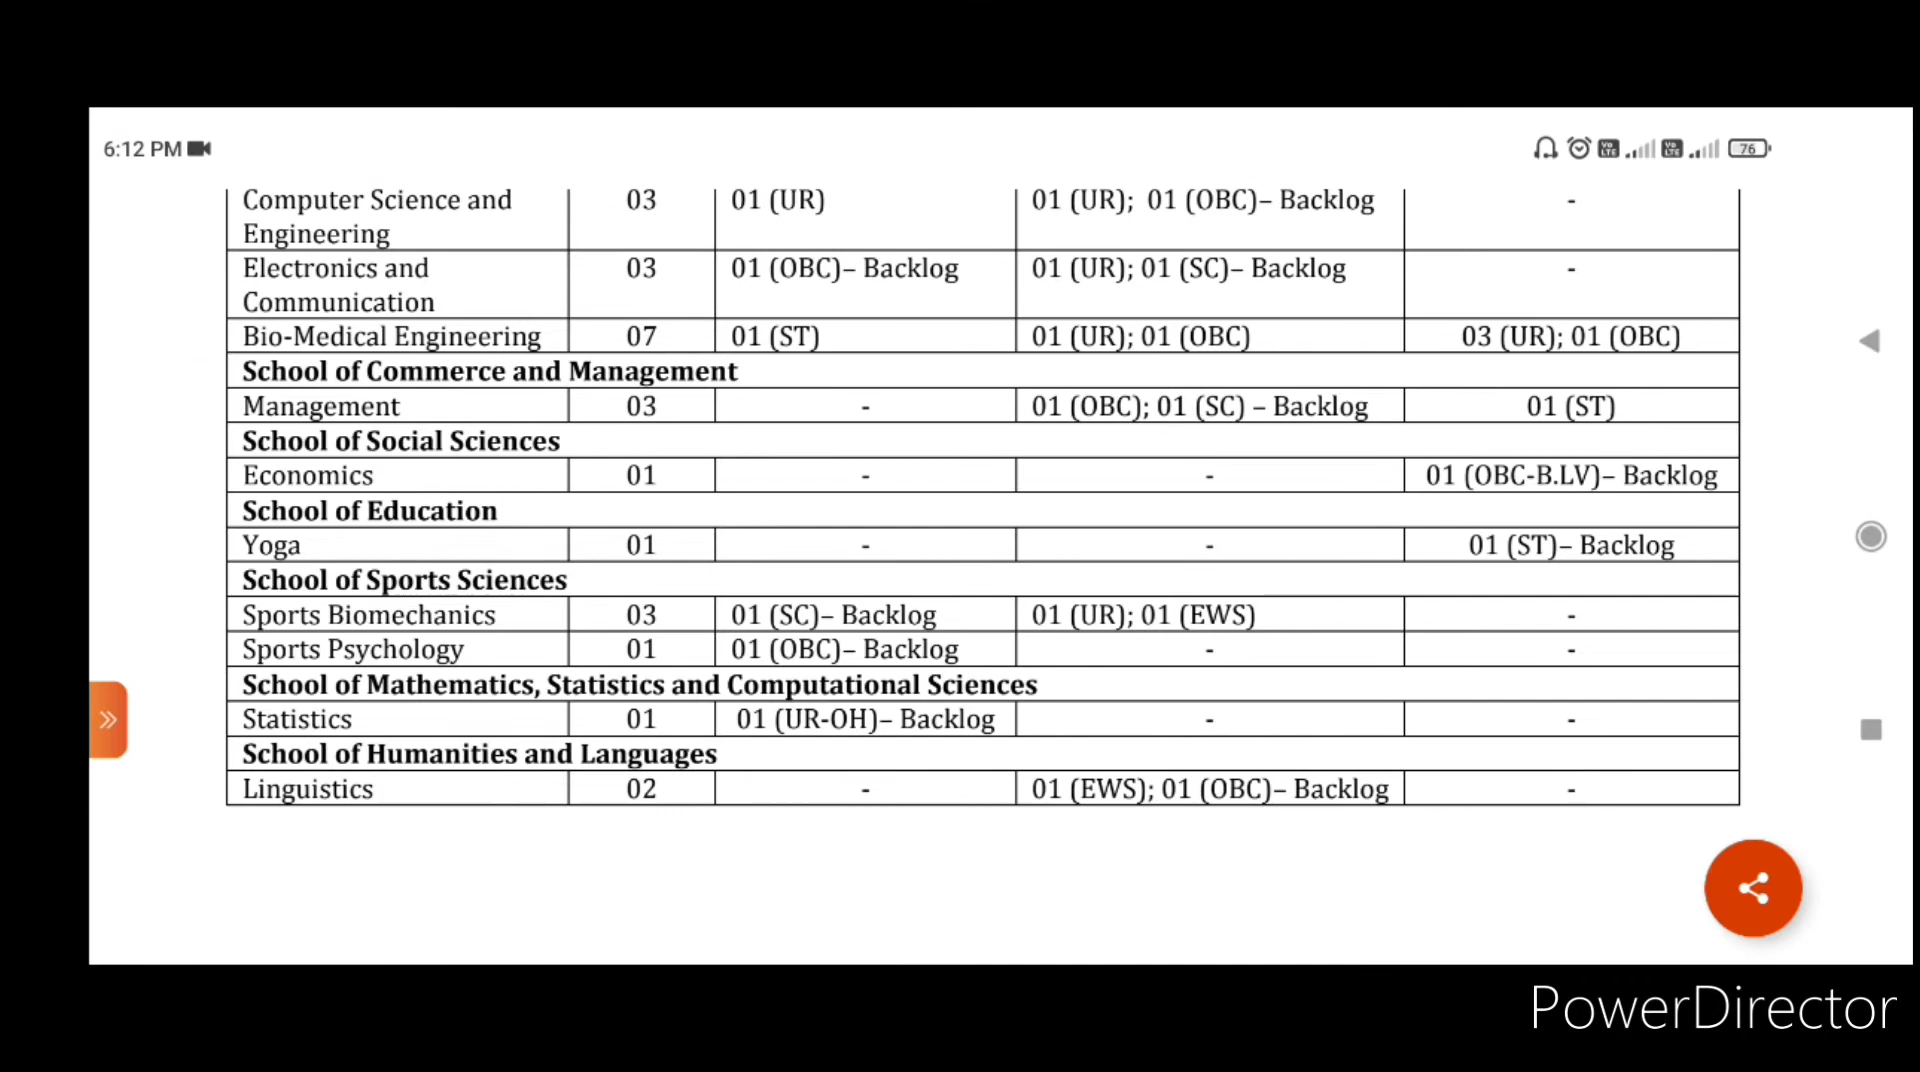 6:12 PM
76
Computer Science and Engineering 03 01 (UR) 01 (UR); 01 (OBC)– Backlog -
Electronics and Communication 03 01 (OBC)– Backlog 01 (UR); 01 (SC)– Backlog -
Bio-Medical Engineering 07 01 (ST) 01 (UR); 01 (OBC) 03 (UR); 01 (OBC)
School of Commerce and Management
Management 03 - 01 (OBC); 01 (SC) – Backlog 01 (ST)
School of Social Sciences
Economics 01 - - 01 (OBC-B.LV)– Backlog
School of Education
Yoga 01 - - 01 (ST)– Backlog
School of Sports Sciences
Sports Biomechanics 03 01 (SC)– Backlog 01 (UR); 01 (EWS) -
Sports Psychology 01 01 (OBC)– Backlog - -
School of Mathematics, Statistics and Computational Sciences
Statistics 01 01 (UR-OH)– Backlog - -
School of Humanities and Languages
Linguistics 02 - 01 (EWS); 01 (OBC)– Backlog -
PowerDirector